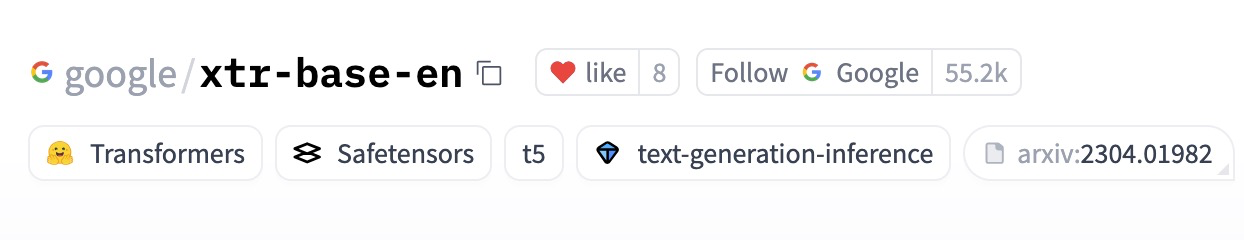 google/xtr-base-en like 8 Follow Google 55.2k
Transformers Safetensors t5 text-generation-inference arxiv:2304.01982